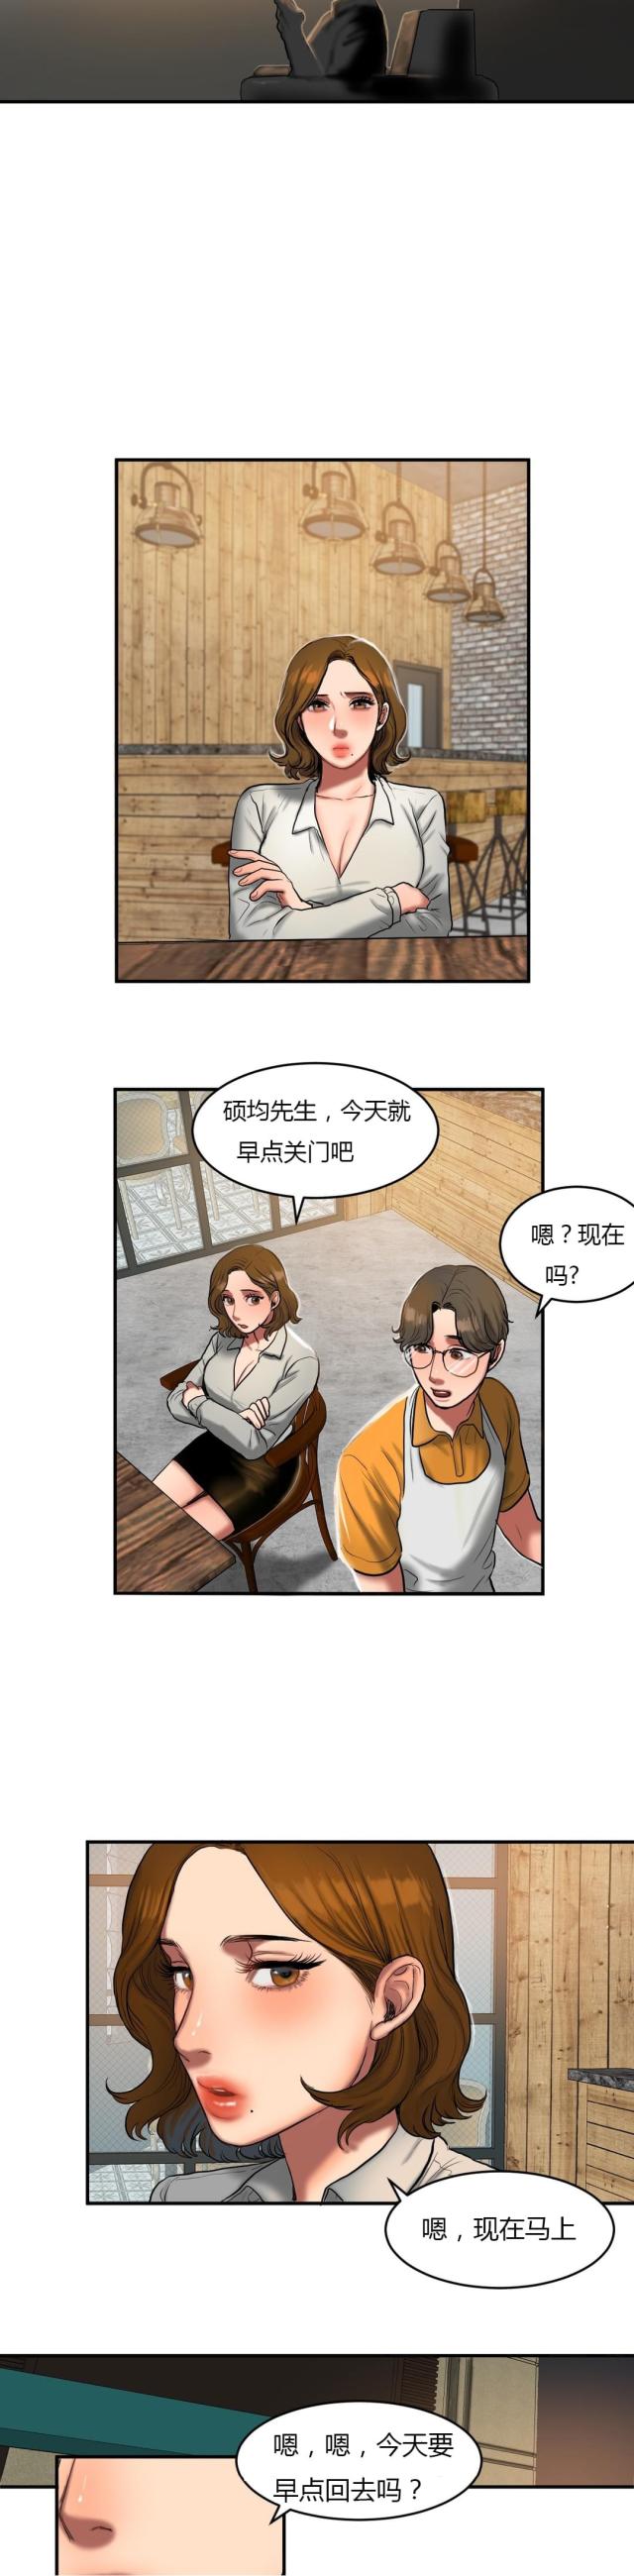 硕均先生，今天就
早点关门吧
嗯？现在
吗？
嗯，现在马上
嗯，嗯，今天要
早点回去吗？